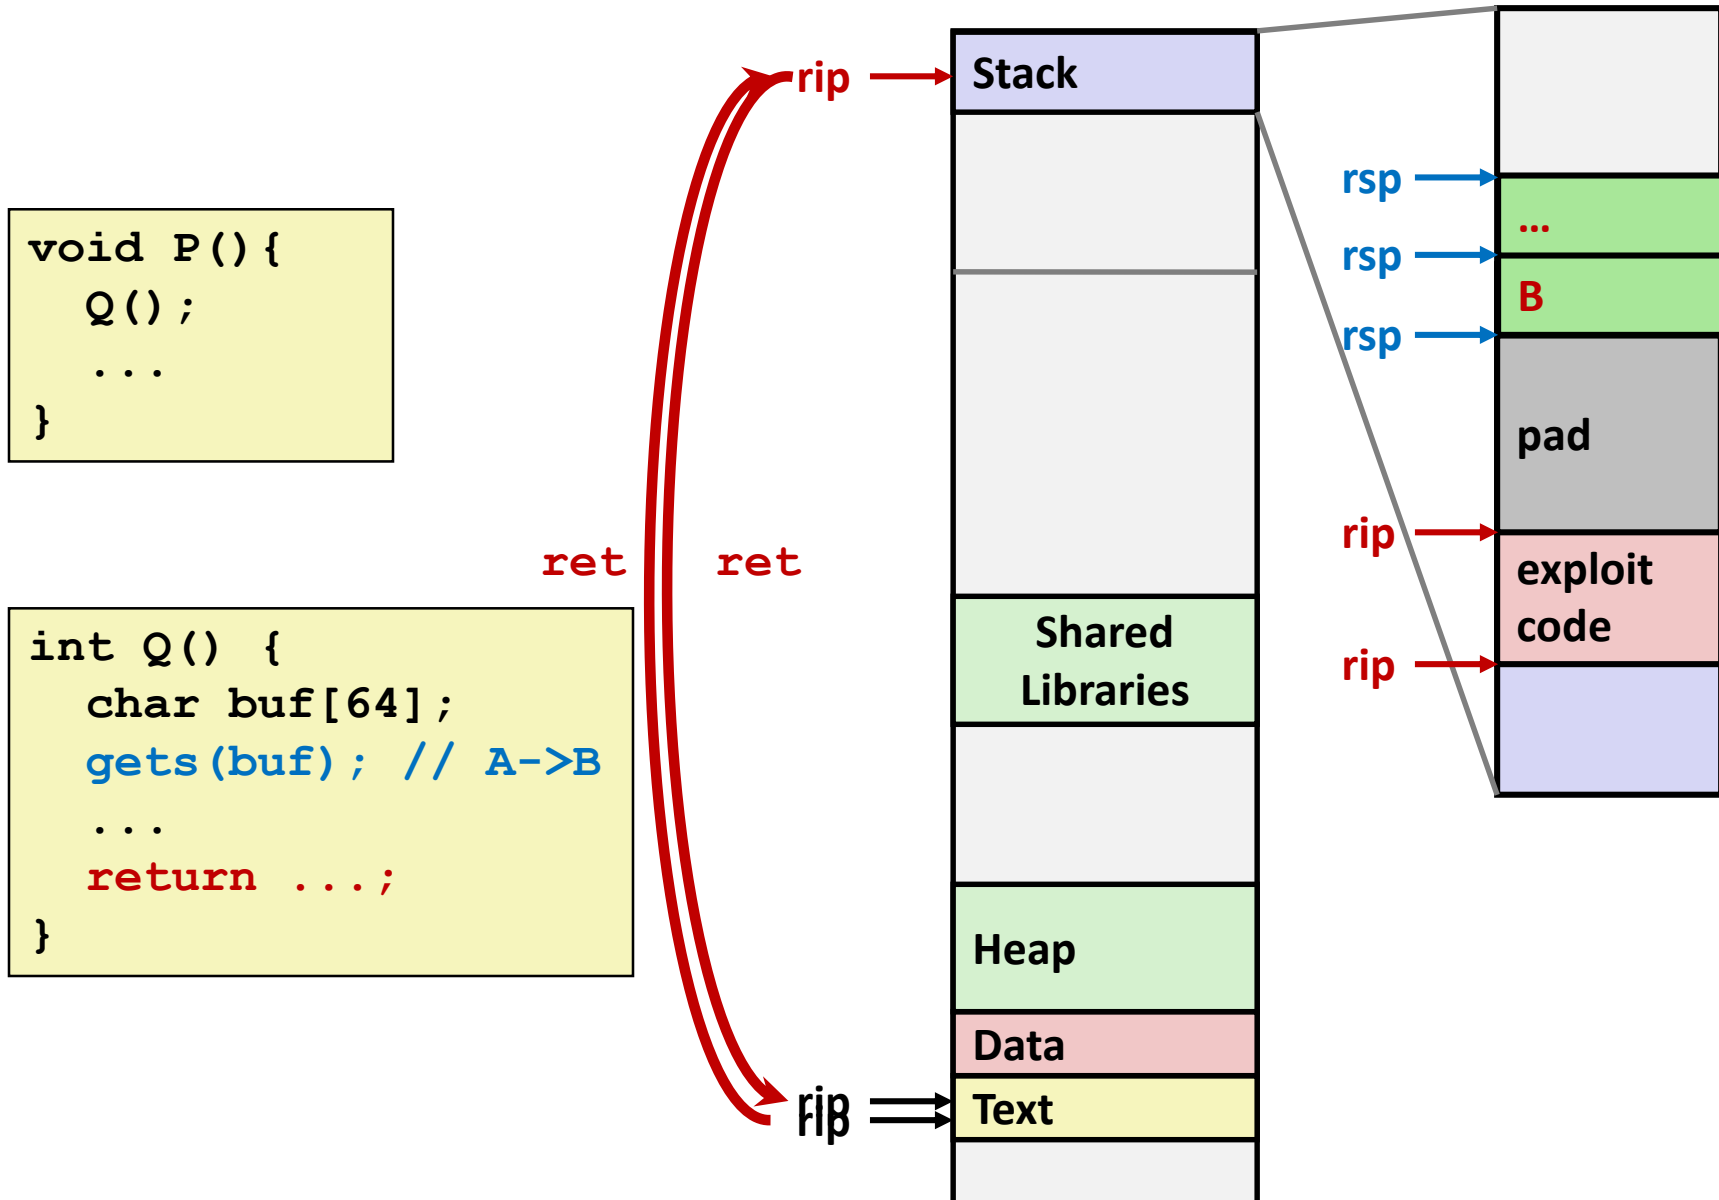 void P(){
Q();
...
}
int Q() {
char buf[64];
gets(buf); // A->B
...
return ...;
}
ret
ret
rip
Stack
Shared
Libraries
Heap
Data
rip
rip
Text
rsp
...
rsp
B
rsp
pad
rip
exploit
code
rip